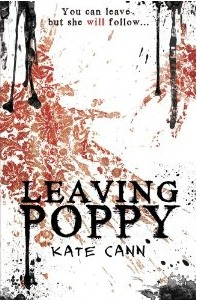 You can leave
but she will follow...
LEAVING
POPPY
KATE CANN